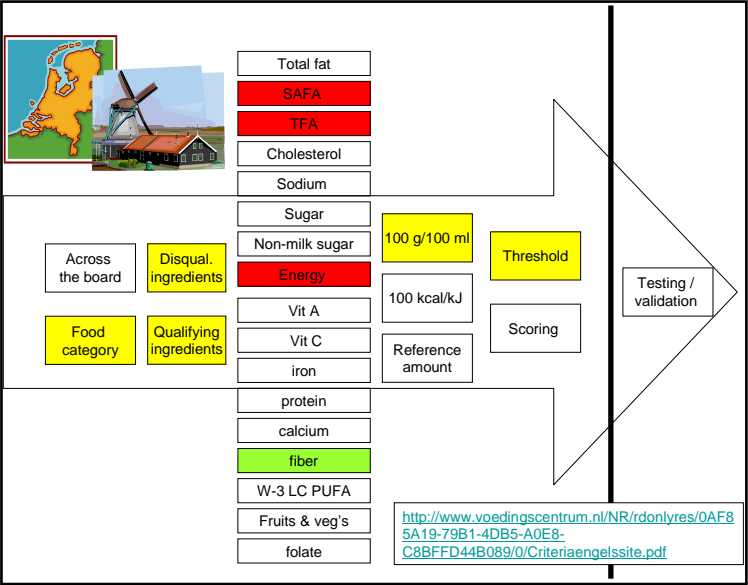 Total fat
SAFA
TFA
Cholesterol
Sodium
Sugar
Non-milk sugar
Energy
Vit A
Vit C
iron
protein
calcium
fiber
W-3 LC PUFA
Fruits & veg's
folate
Across
the board
Disqual.
ingredients
Food
category
Qualifying
ingredients
100 g/100 ml
100 kcal/kJ
Reference
amount
Threshold
Scoring
Testing /
validation
http://www.voedingscentrum.nl/NR/rdonlyres/0AF8
5A19-79B1-4DB5-A0E8-
C8BFFD44B089/0/Criteriaengelssite.pdf